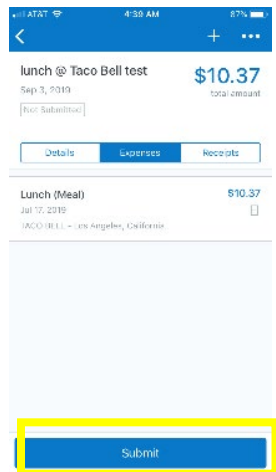 AT&T 4:39 AM 87%
lunch @ Taco Bell test
$10.37
Sep 3, 2019
total amount
Not Submitted
Details Expenses Receipts
Lunch (Meal) $10.37
Jul 17, 2019
TACO BELL - Los Angeles, California
Submit